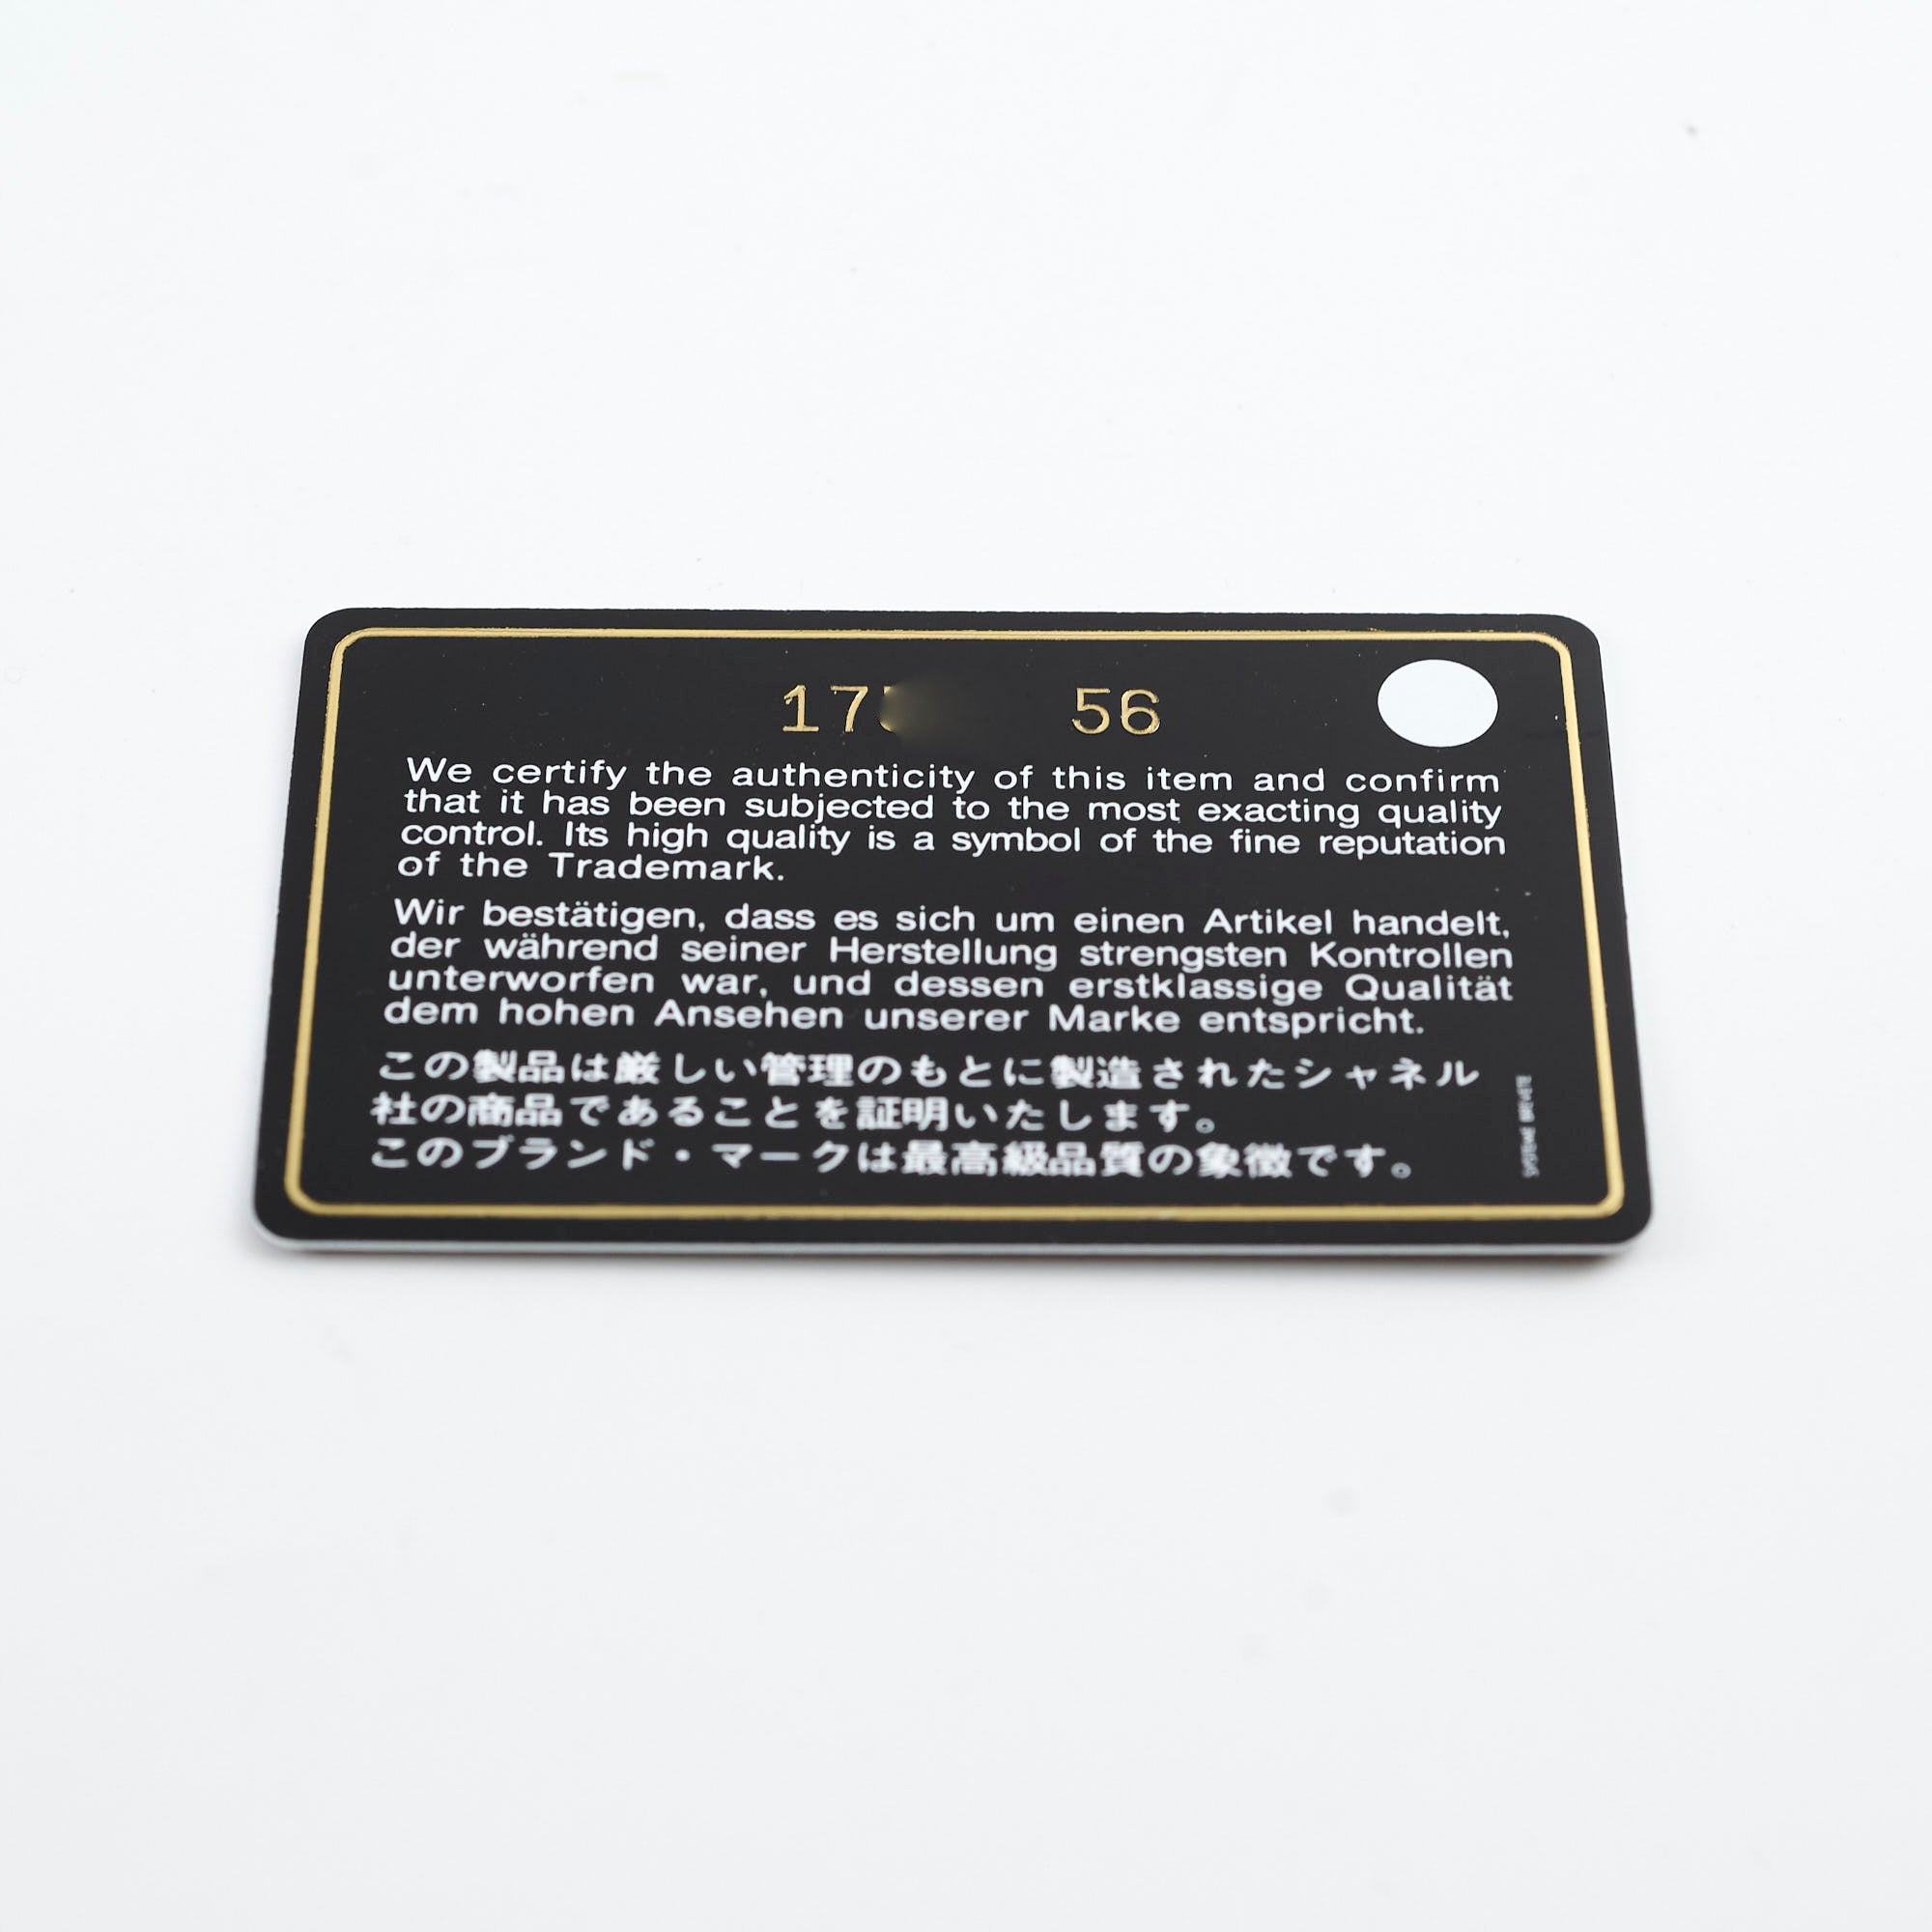 17 56
We certify the authenticity of this item and confirm
that it has been subjected to the most exacting quality
control. Its high quality is a symbol of the fine reputation
of the Trademark.
Wir bestätigen, dass es sich um einen Artikel handelt,
der während seiner Herstellung strengsten Kontrollen
unterworfen war, und dessen erstklassige Qualität
dem hohen Ansehen unserer Marke entspricht.
この製品は厳しい管理のもとに製造されたシャネル
社の商品であることを証明いたします。
このブランド・マークは最高級品質の象徴です。
SYSTEME BREVETE